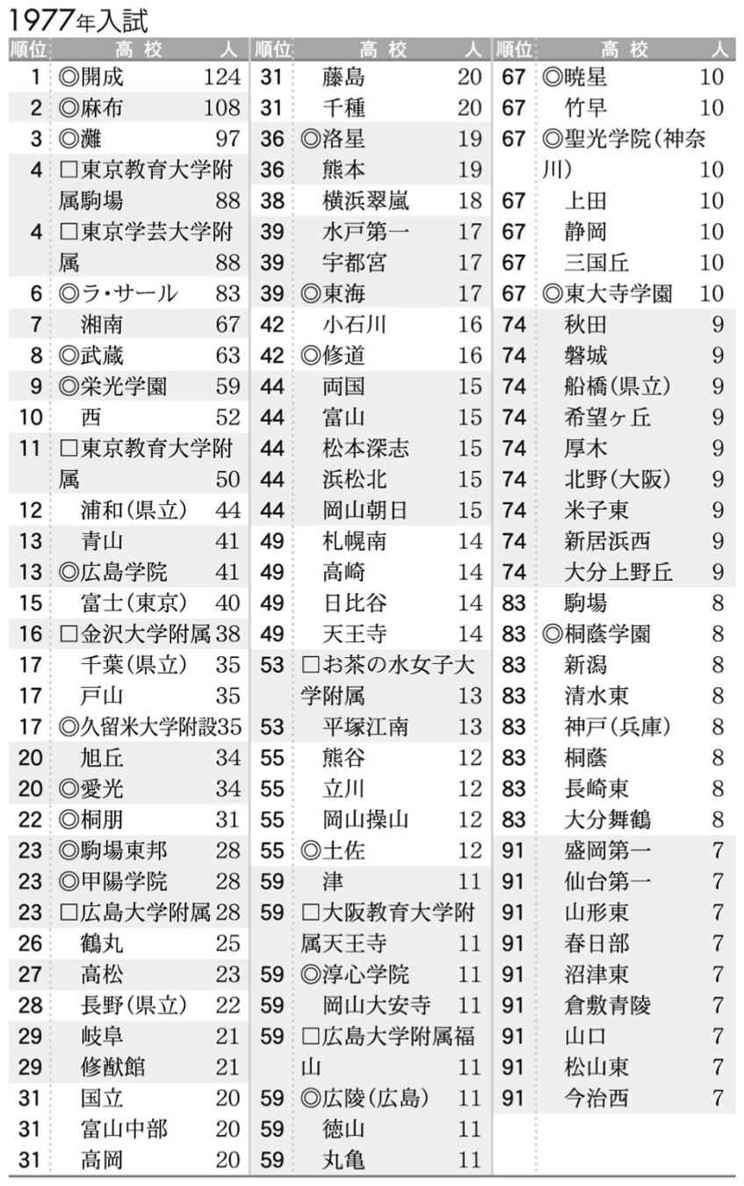 1977年入試
順位 高校 人
1 ◎開成 124
2 ◎麻布 108
3 ◎灘 97
4 □東京教育大学附
属駒場 88
4 □東京学芸大学附
属 88
6 ◎ラ・サール 83
7 湘南 67
8 ◎武蔵 63
9 ◎栄光学園 59
10 西 52
11 □東京教育大学附
属 50
12 浦和(県立) 44
13 青山 41
13 ◎広島学院 41
15 富士(東京) 40
16 □金沢大学附属 38
17 千葉(県立) 35
17 戸山 35
17 ◎久留米大学附設 35
20 旭丘 34
20 ◎愛光 34
22 ◎桐朋 31
23 ◎駒場東邦 28
23 ◎甲陽学院 28
23 □広島大学附属 28
26 鶴丸 25
27 高松 23
28 長野(県立) 22
29 岐阜 21
29 修猷館 21
31 国立 20
31 富山中部 20
31 高岡 20
順位 高校 人
31 藤島 20
31 千種 20
36 ◎洛星 19
36 熊本 19
38 横浜翠嵐 18
39 水戸第一 17
39 宇都宮 17
39 ◎東海 17
42 小石川 16
42 ◎修道 16
44 両国 15
44 富山 15
44 松本深志 15
44 浜松北 15
44 岡山朝日 15
49 札幌南 14
49 高崎 14
49 日比谷 14
49 天王寺 14
53 □お茶の水女子大
学附属 13
53 平塚江南 13
55 熊谷 12
55 立川 12
55 岡山操山 12
55 ◎土佐 12
59 津 11
59 □大阪教育大学附
属天王寺 11
59 ◎淳心学院 11
59 岡山大安寺 11
59 □広島大学附属福
山 11
59 ◎広陵(広島) 11
59 徳山 11
59 丸亀 11
順位 高校 人
67 ◎暁星 10
67 竹早 10
67 ◎聖光学院(神奈
川) 10
67 上田 10
67 静岡 10
67 三国丘 10
67 ◎東大寺学園 10
74 秋田 9
74 磐城 9
74 船橋(県立) 9
74 希望ヶ丘 9
74 厚木 9
74 北野(大阪) 9
74 米子東 9
74 新居浜西 9
74 大分上野丘 9
83 駒場 8
83 ◎桐蔭学園 8
83 新潟 8
83 清水東 8
83 神戸(兵庫) 8
83 桐蔭 8
83 長崎東 8
83 大分舞鶴 8
91 盛岡第一 7
91 仙台第一 7
91 山形東 7
91 春日部 7
91 沼津東 7
91 倉敷青陵 7
91 山口 7
91 松山東 7
91 今治西 7